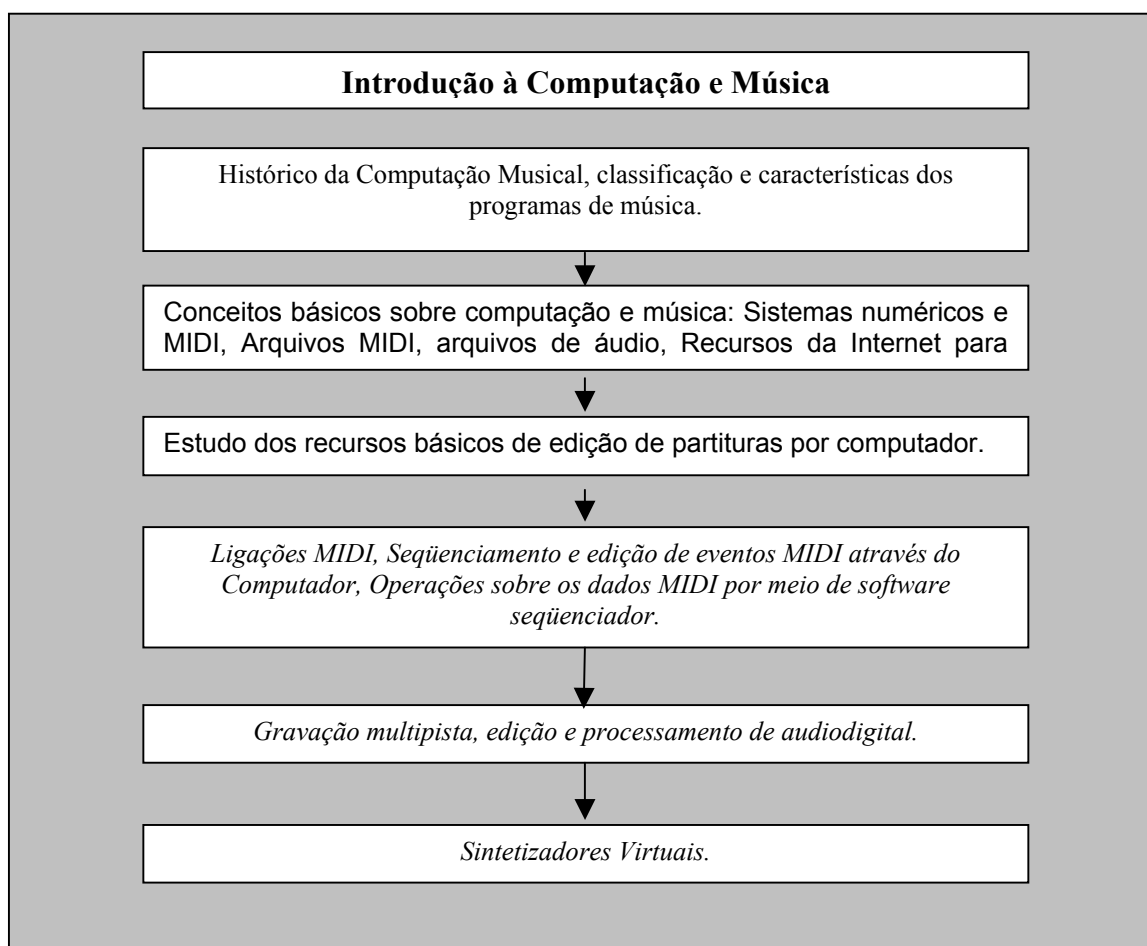 Introdução à Computação e Música
Histórico da Computação Musical, classificação e características dos
programas de música.
Conceitos básicos sobre computação e música: Sistemas numéricos e
MIDI, Arquivos MIDI, arquivos de áudio, Recursos da Internet para
Estudo dos recursos básicos de edição de partituras por computador.
Ligações MIDI, Seqüenciamento e edição de eventos MIDI através do
Computador, Operações sobre os dados MIDI por meio de software
seqüenciador.
Gravação multipista, edição e processamento de audiodigital.
Sintetizadores Virtuais.